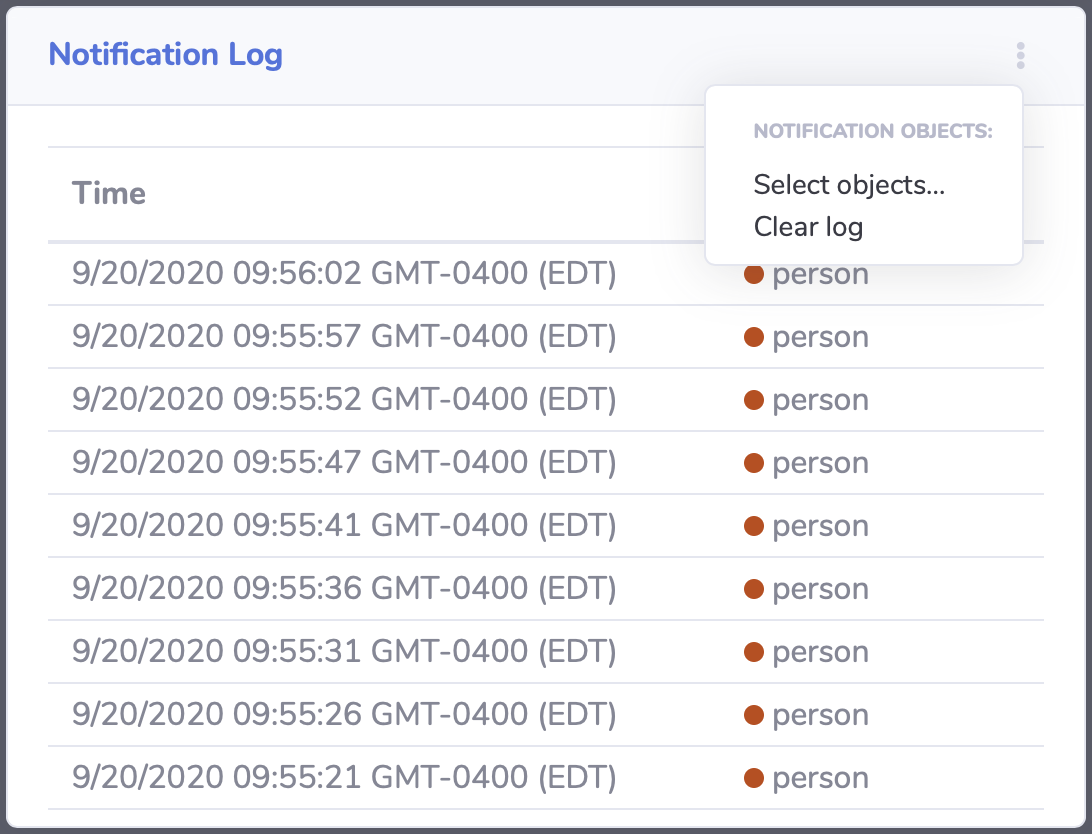 Notification Log
NOTIFICATION OBJECTS:
Select objects...
Clear log
Time
9/20/2020 09:56:02 GMT-0400 (EDT) person
9/20/2020 09:55:57 GMT-0400 (EDT) person
9/20/2020 09:55:52 GMT-0400 (EDT) person
9/20/2020 09:55:47 GMT-0400 (EDT) person
9/20/2020 09:55:41 GMT-0400 (EDT) person
9/20/2020 09:55:36 GMT-0400 (EDT) person
9/20/2020 09:55:31 GMT-0400 (EDT) person
9/20/2020 09:55:26 GMT-0400 (EDT) person
9/20/2020 09:55:21 GMT-0400 (EDT) person